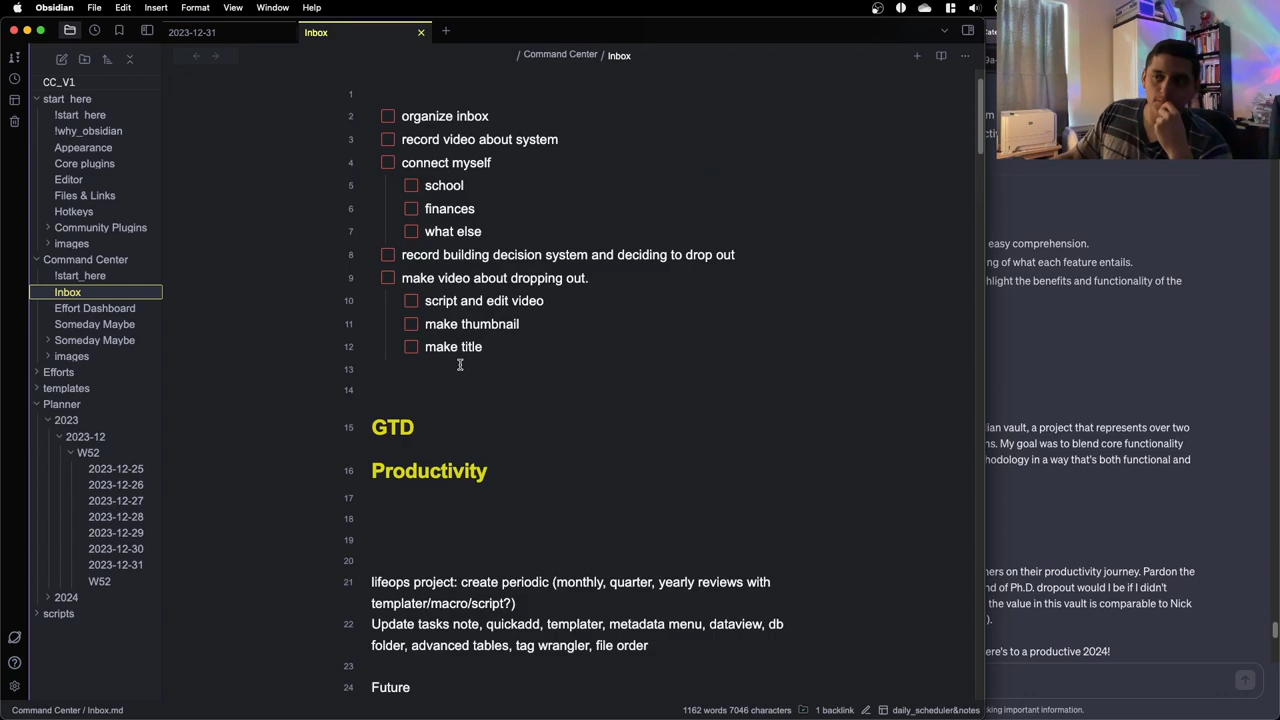 Obsidian File Edit Insert Format View Window Help
2023-12-31
Inbox
/ Command Center / Inbox
CC_V1
start here
!start here
!why_obsidian
Appearance
Core plugins
Editor
Files & Links
Hotkeys
Community Plugins
images
Command Center
!start_here
Inbox
Effort Dashboard
Someday Maybe
Someday Maybe
images
Efforts
templates
Planner
2023
2023-12
W52
2023-12-25
2023-12-26
2023-12-27
2023-12-28
2023-12-29
2023-12-30
2023-12-31
W52
2024
scripts
1
2 organize inbox
3 record video about system
4 connect myself
5 school
6 finances
7 what else
8 record building decision system and deciding to drop out
9 make video about dropping out.
10 script and edit video
11 make thumbnail
12 make title
13
14
15 GTD
16 Productivity
17
18
19
20
21 lifeops project: create periodic (monthly, quarter, yearly reviews with
templater/macro/script?)
22 Update tasks note, quickadd, templater, metadata menu, dataview, db
folder, advanced tables, tag wrangler, file order
23
24 Future
easy comprehension.
ng of what each feature entails.
hlight the benefits and functionality of the
ian vault, a project that represents over two
ns. My goal was to blend core functionality
hodology in a way that's both functional and
ners on their productivity journey. Pardon the
nd of Ph.D. dropout would I be if I didn't
the value in this vault is comparable to Nick
).
ere's to a productive 2024!
king important information.
Command Center / Inbox.md
1162 words 7046 characters
1 backlink
daily_scheduler&notes